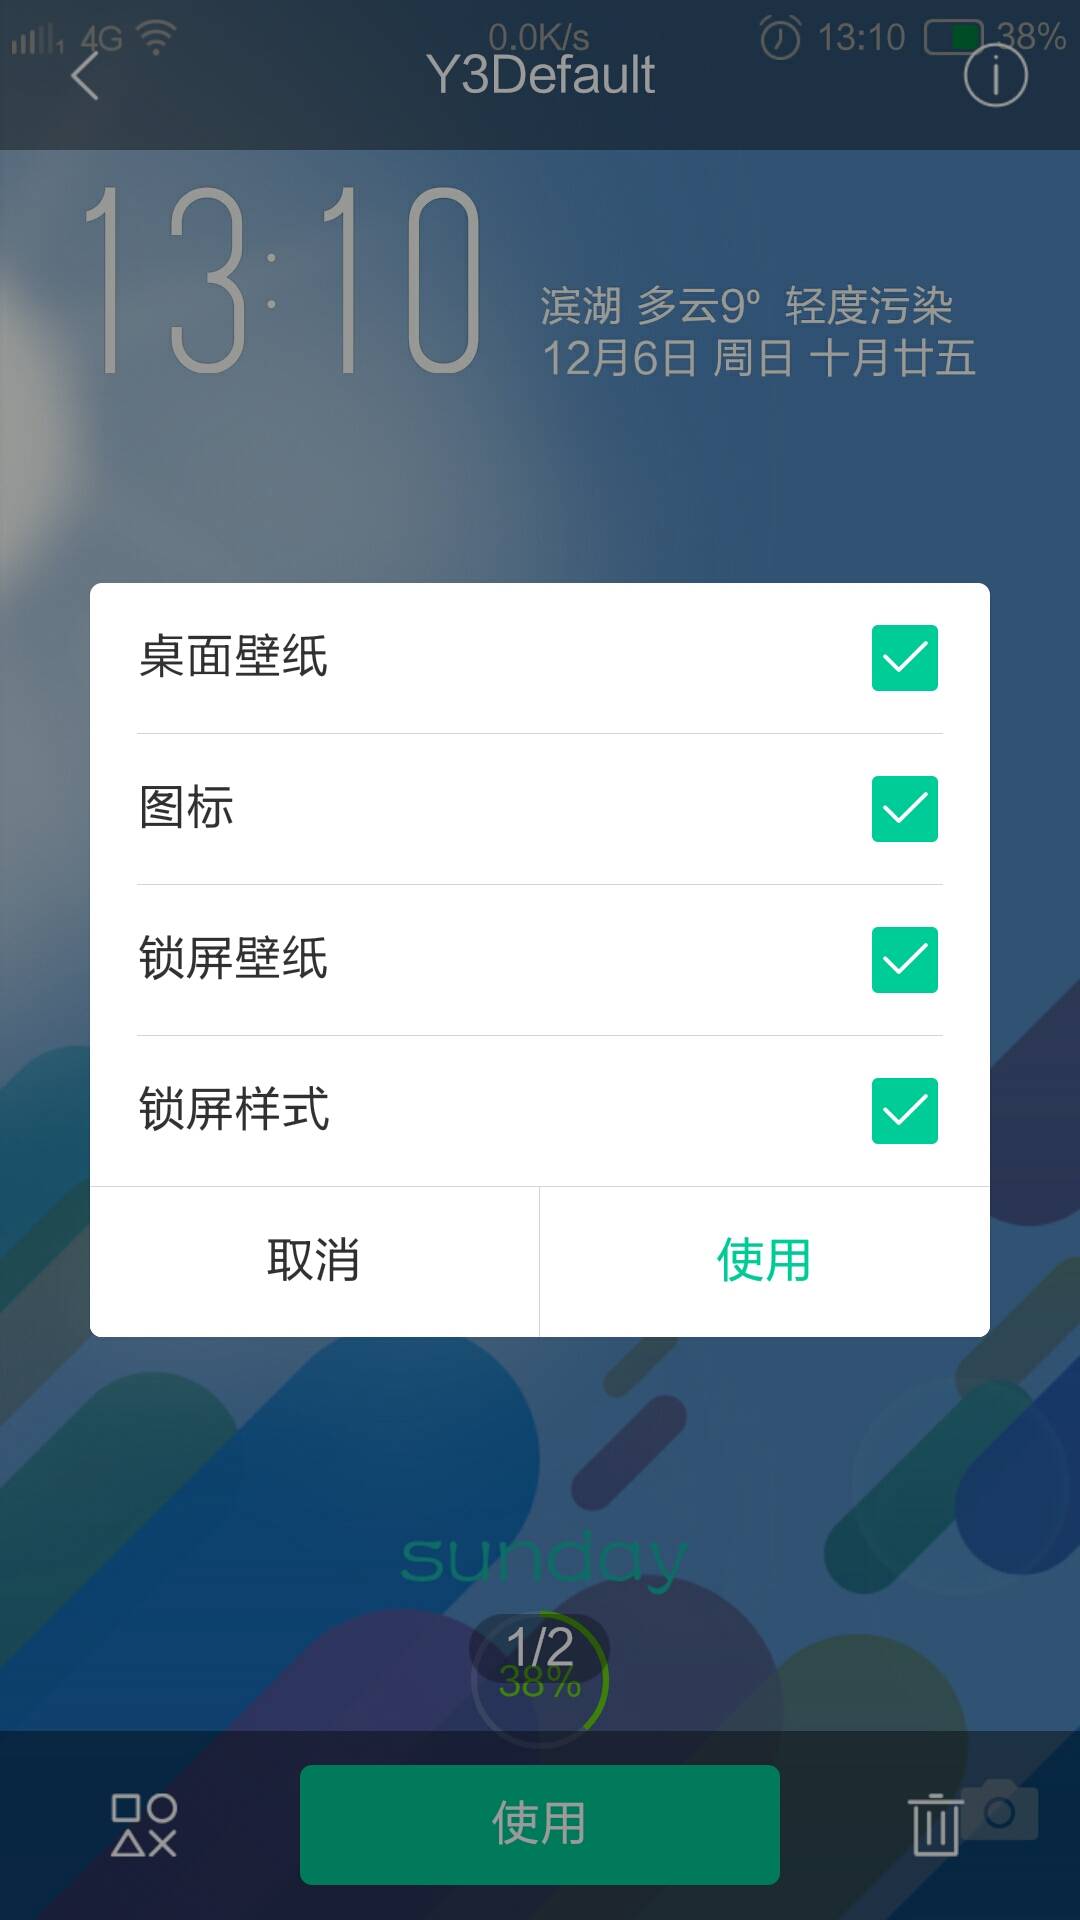 4G 0.0K/s 13:10 38%
Y3Default
13:10
滨湖 多云9º 轻度污染
12月6日 周日 十月廿五
桌面壁纸
图标
锁屏壁纸
锁屏样式
取消 使用
sunday
1/2
38%
使用